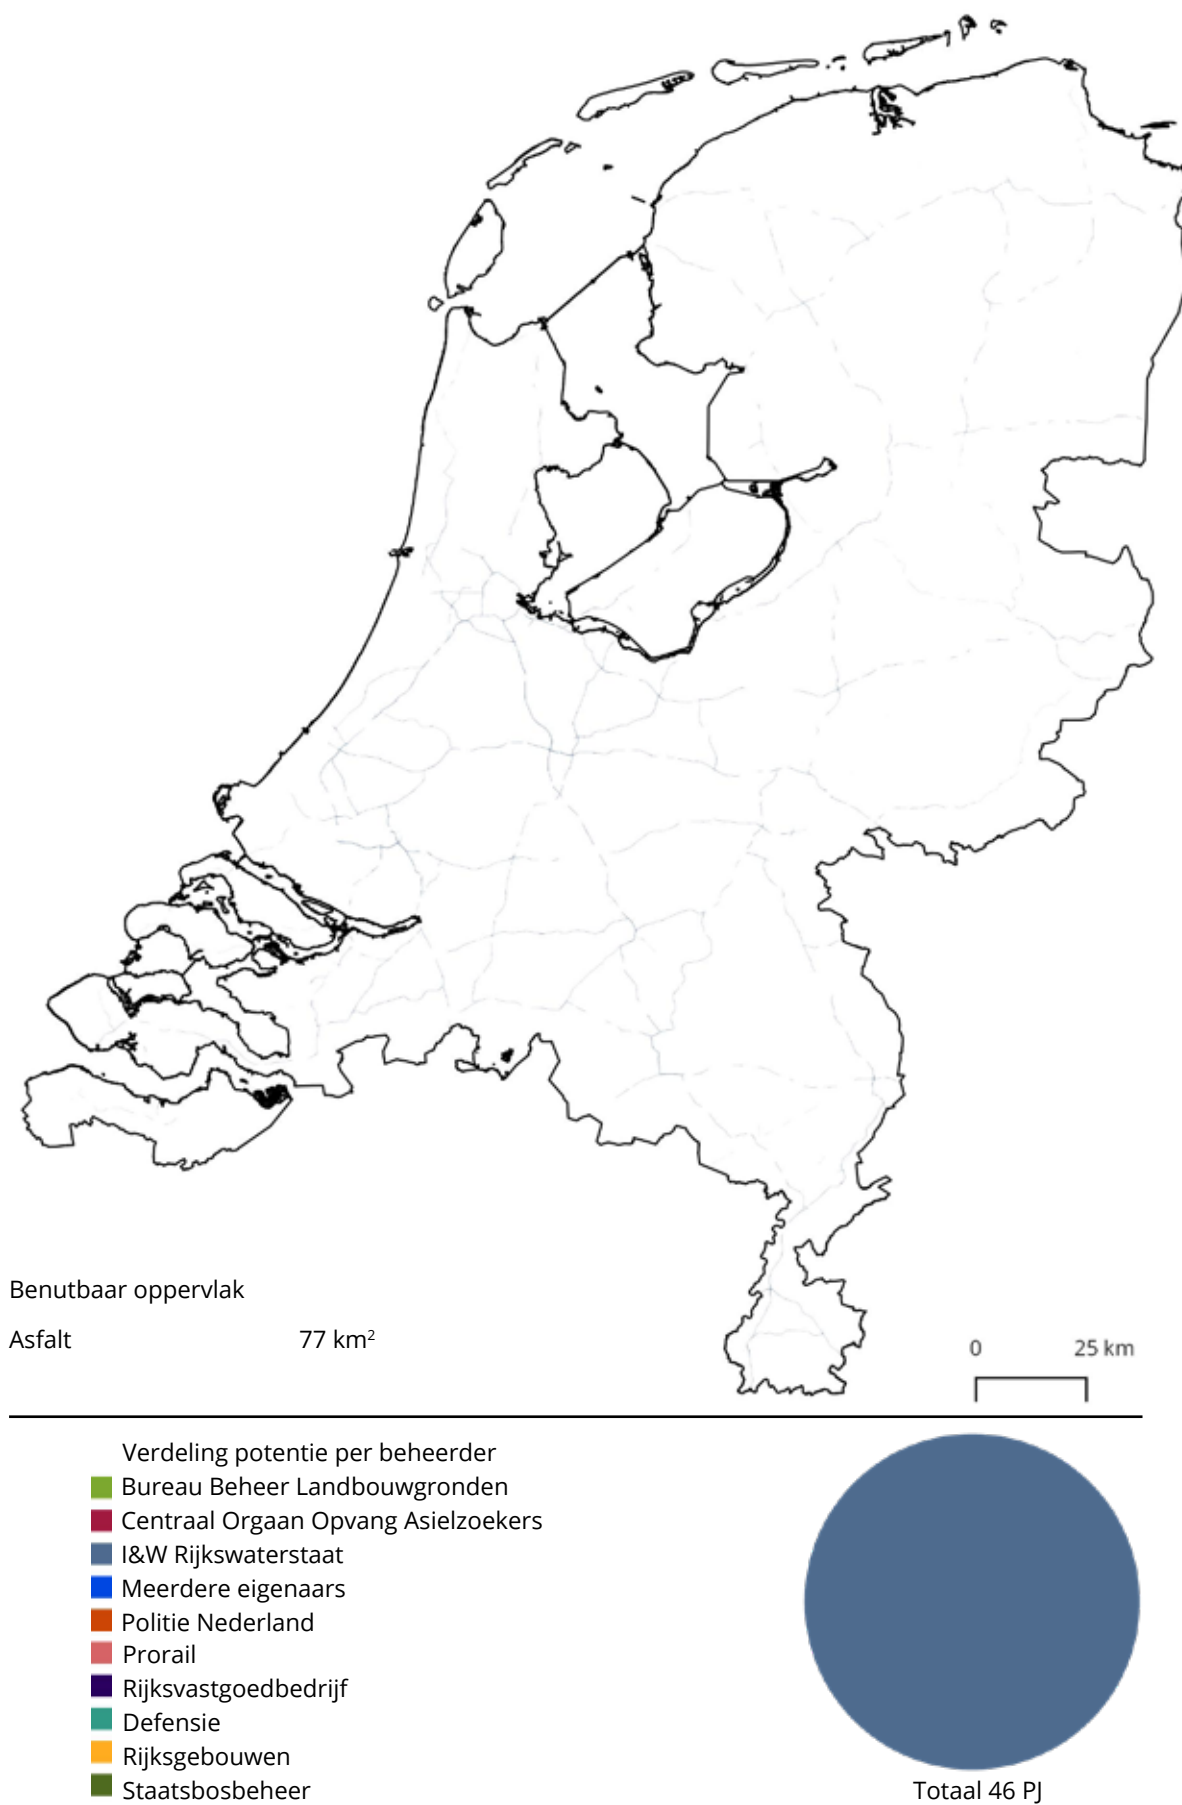 Benutbaar oppervlak
Asfalt 77 km²
0 25 km
Verdeling potentie per beheerder
Bureau Beheer Landbouwgronden
Centraal Orgaan Opvang Asielzoekers
I&W Rijkswaterstaat
Meerdere eigenaars
Politie Nederland
Prorail
Rijksvastgoedbedrijf
Defensie
Rijksgebouwen
Staatsbosbeheer
Totaal 46 PJ